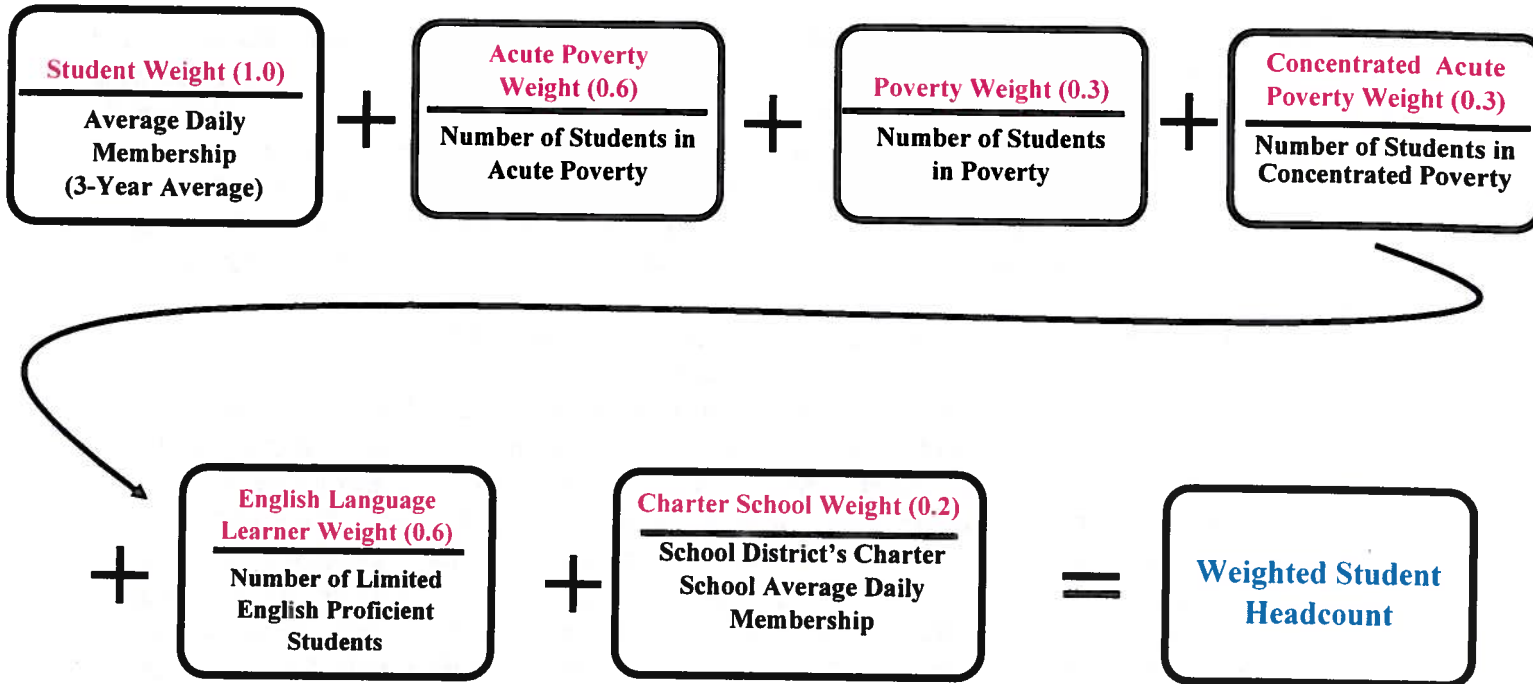 Student Weight (1.0)
Average Daily
Membership
(3-Year Average)
+
Acute Poverty
Weight (0.6)
Number of Students in
Acute Poverty
+
Poverty Weight (0.3)
Number of Students
in Poverty
+
Concentrated Acute
Poverty Weight (0.3)
Number of Students in
Concentrated Poverty
+
English Language
Learner Weight (0.6)
Number of Limited
English Proficient
Students
+
Charter School Weight (0.2)
School District's Charter
School Average Daily
Membership
=
Weighted Student
Headcount